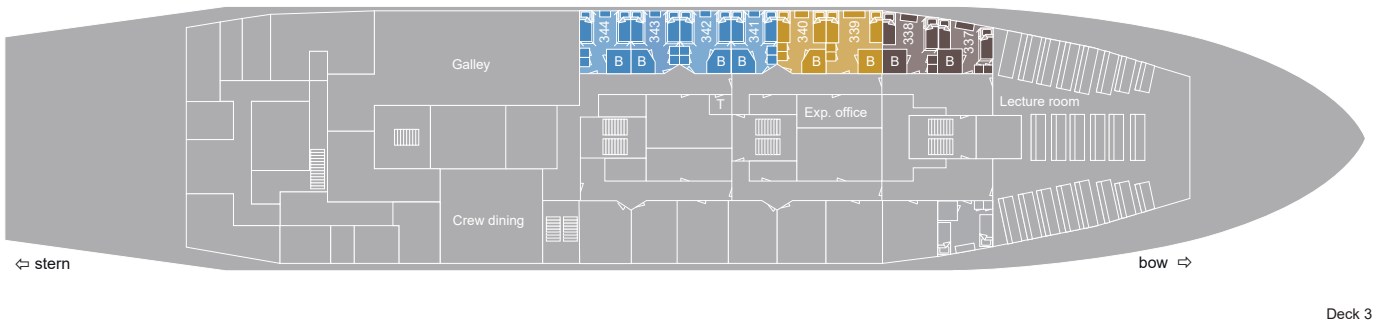 344 343 342 341 340 339 338 337
B B B B B B B B
Galley
T
Exp. office
Lecture room
Crew dining
⇦ stern
bow ⇨
Deck 3